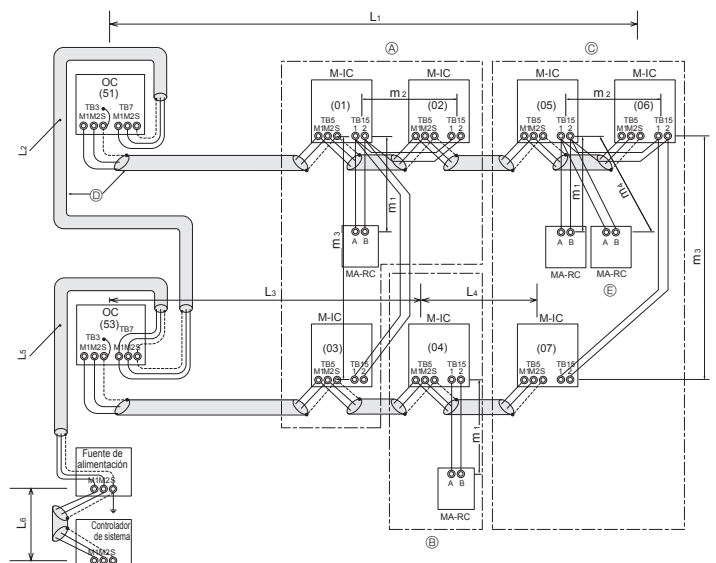 L1
Ⓐ
Ⓒ
OC
(51)
TB3
TB7
M1M2S
M1M2S
M-IC
(01)
TB5
M1M2S
TB15
1 2
m2
M-IC
(02)
TB5
M1M2S
TB15
1 2
M-IC
(05)
TB5
M1M2S
TB15
1 2
m2
M-IC
(06)
TB5
M1M2S
TB15
1 2
L2
Ⓓ
m1
m3
A B
MA-RC
m1
m4
A B
MA-RC
A B
MA-RC
Ⓔ
m3
L3
L4
L5
OC
(53)
TB3
TB7
M1M2S
M1M2S
M-IC
(03)
TB5
M1M2S
TB15
1 2
M-IC
(04)
TB5
M1M2S
TB15
1 2
M-IC
(07)
TB5
M1M2S
TB15
1 2
m1
A B
MA-RC
Ⓑ
Fuente de
alimentación
M1M2S
L6
Controlador
de sistema
M1M2S